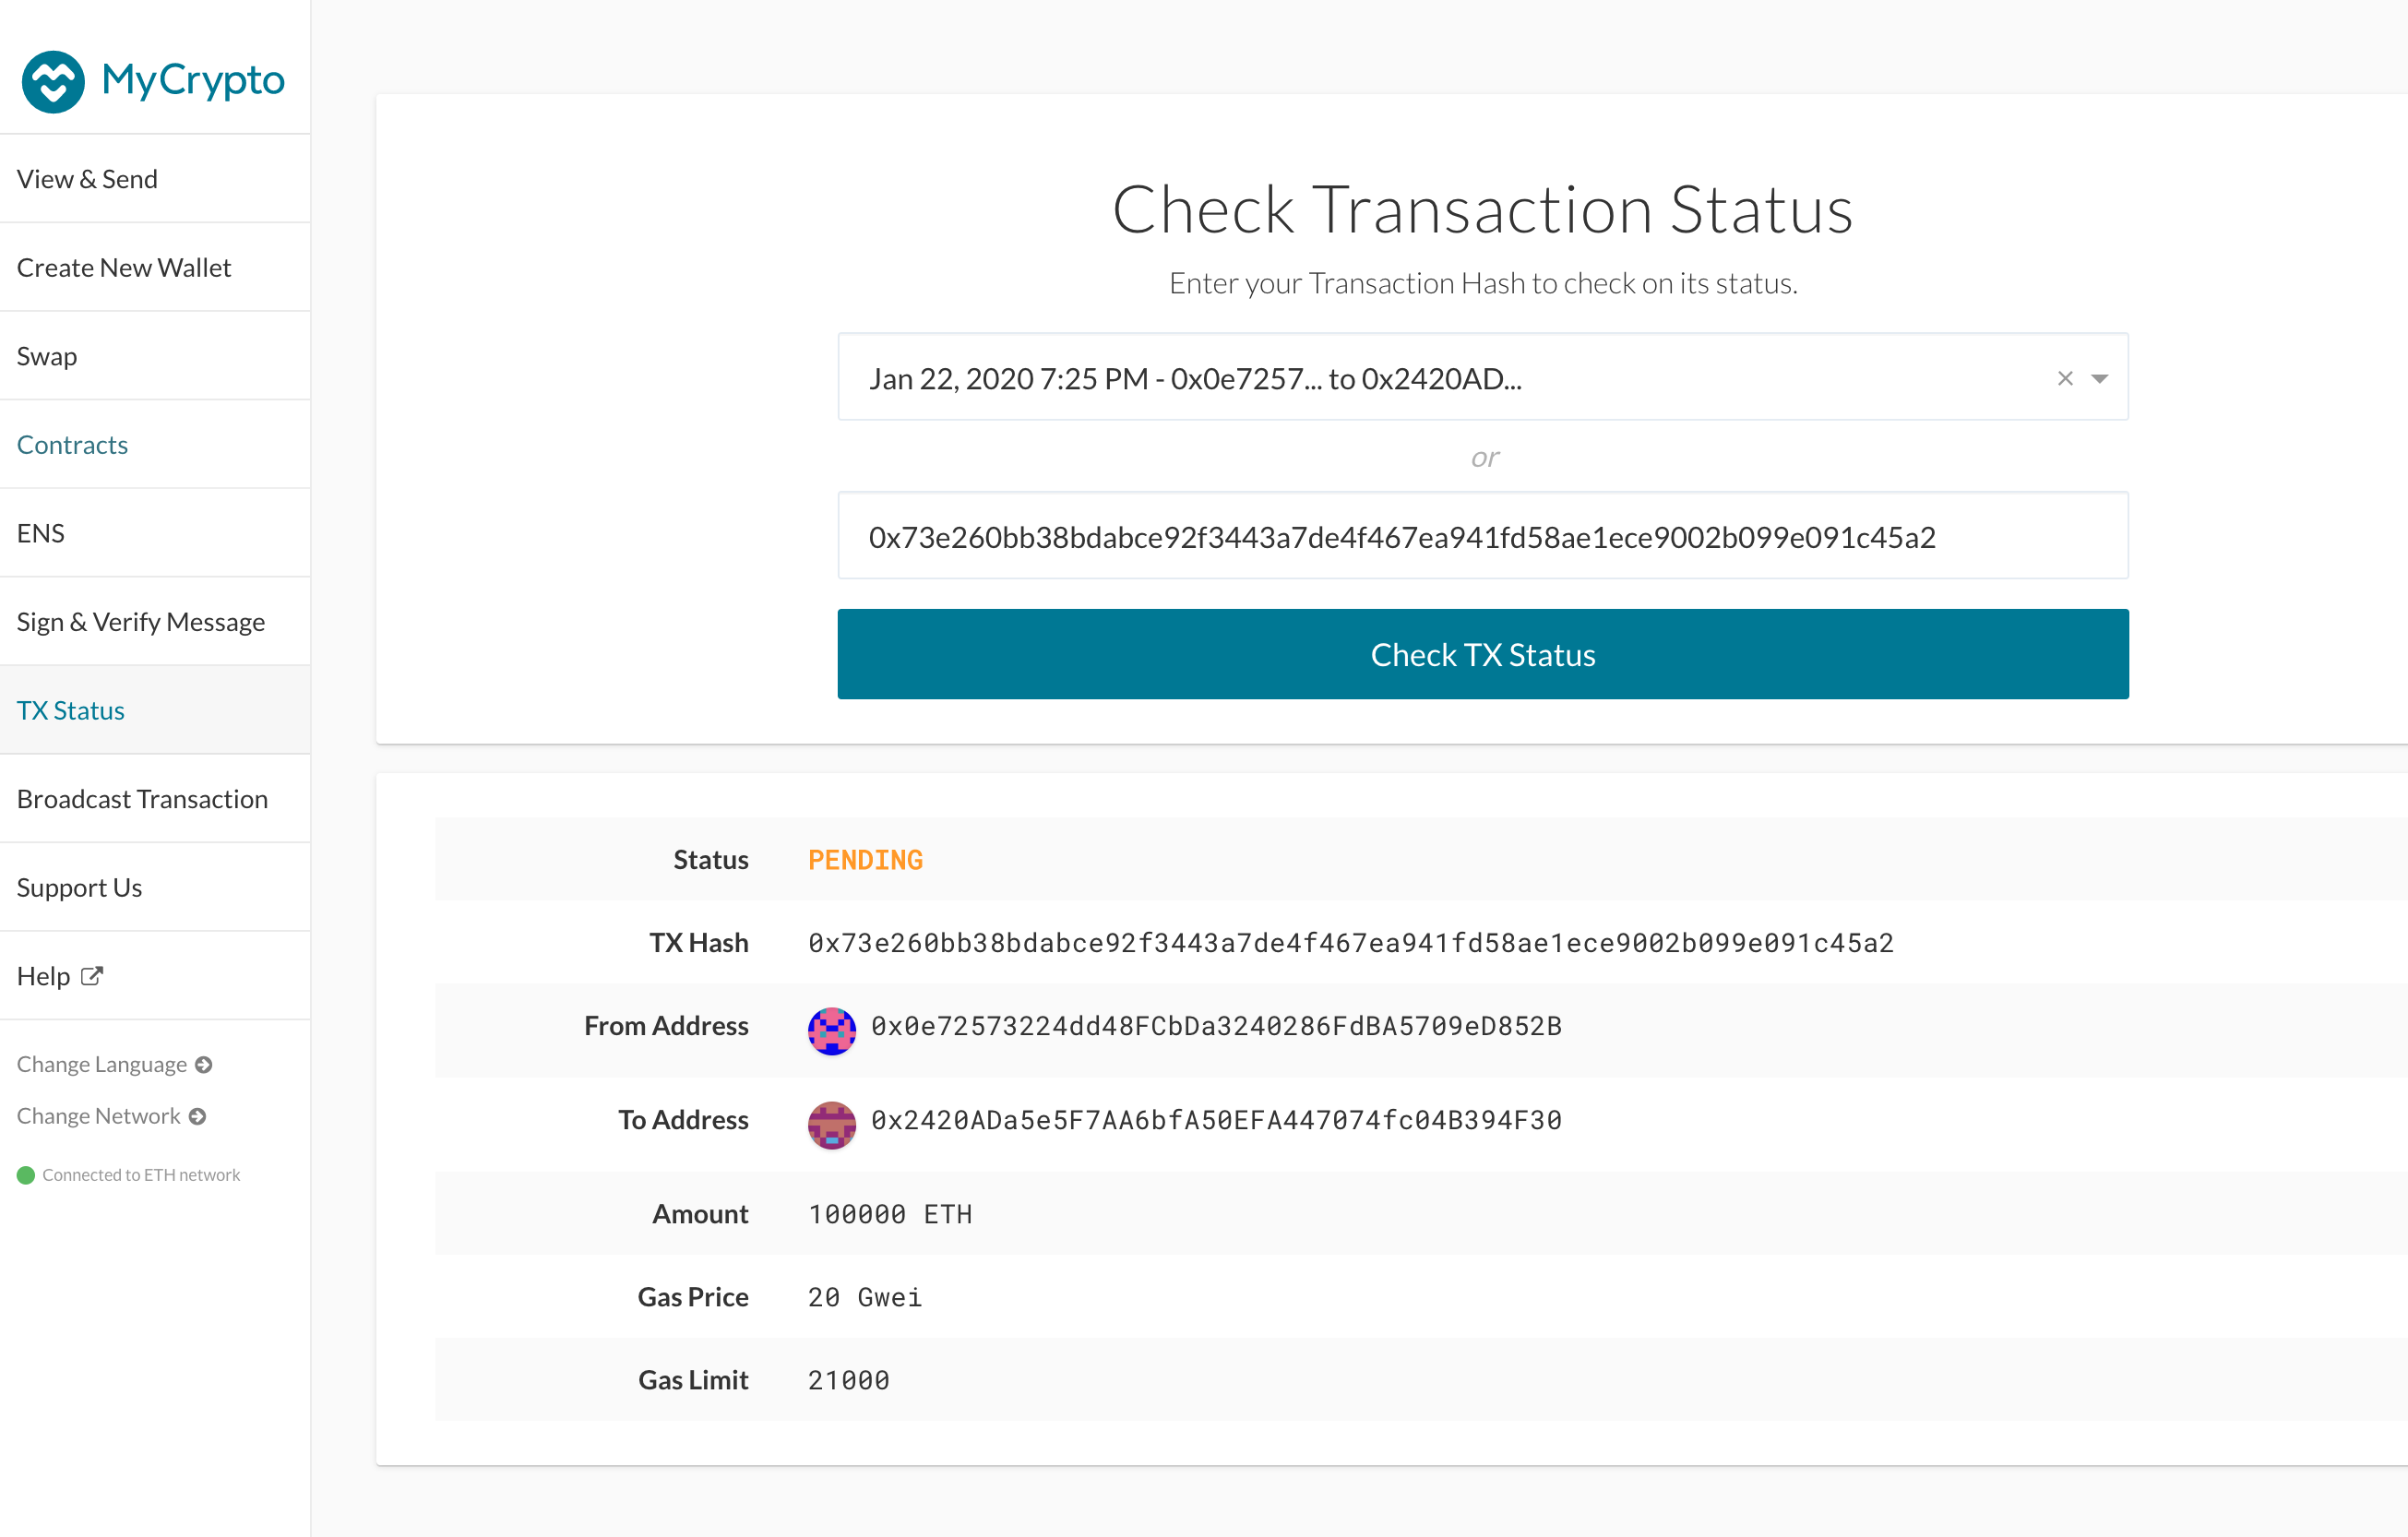 MyCrypto
View & Send
Create New Wallet
Swap
Contracts
ENS
Sign & Verify Message
TX Status
Broadcast Transaction
Support Us
Help
Change Language
Change Network
Connected to ETH network
Check Transaction Status
Enter your Transaction Hash to check on its status.
Jan 22, 2020 7:25 PM - 0x0e7257... to 0x2420AD...
or
0x73e260bb38bdabce92f3443a7de4f467ea941fd58ae1ece9002b099e091c45a2
Check TX Status
Status PENDING
TX Hash 0x73e260bb38bdabce92f3443a7de4f467ea941fd58ae1ece9002b099e091c45a2
From Address 0x0e72573224dd48FCbDa3240286FdBA5709eD852B
To Address 0x2420ADa5e5F7AA6bfA50EFA447074fc04B394F30
Amount 100000 ETH
Gas Price 20 Gwei
Gas Limit 21000